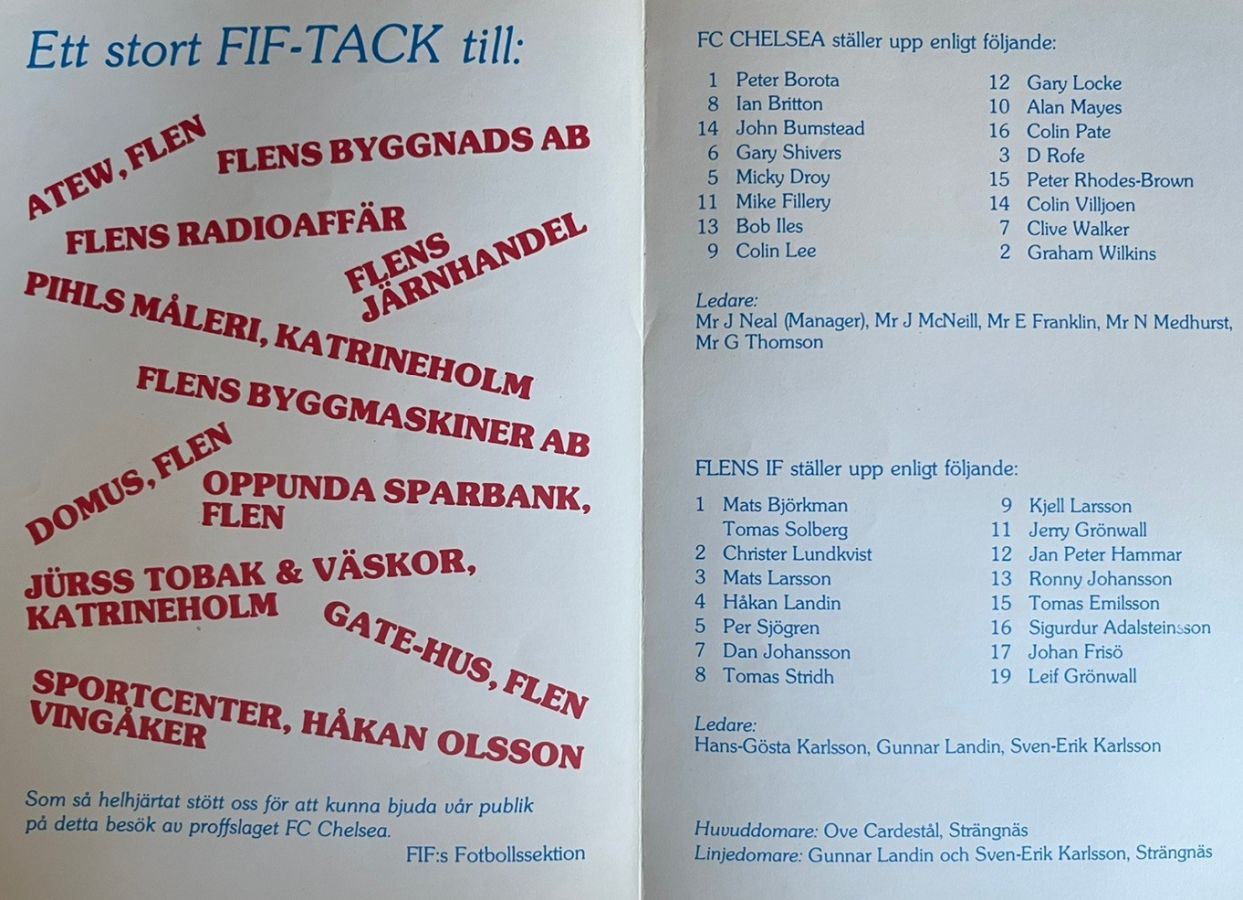 Ett stort FIF-TACK till:
ATEW, FLEN
FLENS BYGGNADS AB
FLENS RADIOAFFÄR
FLENS
JÄRNHANDEL
PIHLS MÅLERI, KATRINEHOLM
FLENS BYGGMASKINER AB
DOMUS, FLEN
OPPUNDA SPARBANK,
FLEN
JÜRSS TOBAK & VÄSKOR,
KATRINEHOLM
GATE-HUS, FLEN
SPORTCENTER, HÅKAN OLSSON
VINGÅKER
Som så helhjärtat stött oss för att kunna bjuda vår publik
på detta besök av proffslaget FC Chelsea.
FIF:s Fotbollssektion
FC CHELSEA ställer upp enligt följande:
1 Peter Borota
8 Ian Britton
14 John Bumstead
6 Gary Shivers
5 Micky Droy
11 Mike Fillery
13 Bob Iles
9 Colin Lee
12 Gary Locke
10 Alan Mayes
16 Colin Pate
3 D Rofe
15 Peter Rhodes-Brown
14 Colin Villjoen
7 Clive Walker
2 Graham Wilkins
Ledare:
Mr J Neal (Manager), Mr J McNeill, Mr E Franklin, Mr N Medhurst,
Mr G Thomson
FLENS IF ställer upp enligt följande:
1 Mats Björkman
Tomas Solberg
2 Christer Lundkvist
3 Mats Larsson
4 Håkan Landin
5 Per Sjögren
7 Dan Johansson
8 Tomas Stridh
9 Kjell Larsson
11 Jerry Grönwall
12 Jan Peter Hammar
13 Ronny Johansson
15 Tomas Emilsson
16 Sigurdur Adalsteinsson
17 Johan Frisö
19 Leif Grönwall
Ledare:
Hans-Gösta Karlsson, Gunnar Landin, Sven-Erik Karlsson
Huvuddomare: Ove Cardestål, Strängnäs
Linjedomare: Gunnar Landin och Sven-Erik Karlsson, Strängnäs